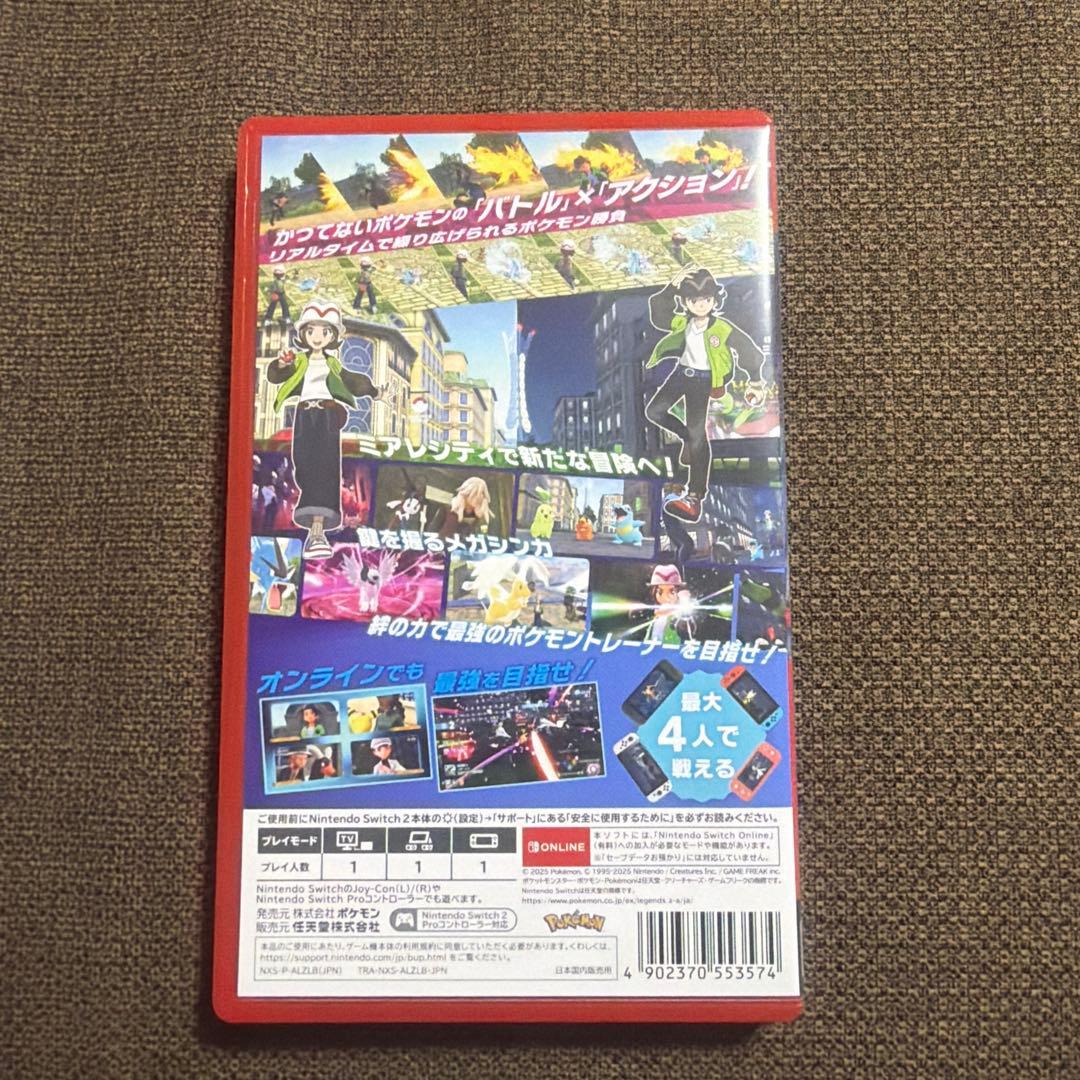 かつてないポケモンの「バトル」×「アクション」!
リアルタイムで繰り広げられるポケモン勝負
ミアレシティで新たな冒険へ!
鍵を握るメガシンカ
絆の力で最強のポケモントレーナーを目指せ!
オンラインでも 最強を目指せ!
最大
4人で
戦える
ご使用前にNintendo Switch 2本体の(設定)→「サポート」にある「安全に使用するために」を必ずお読みください。
プレイモード TV
プレイ人数 1 1 1
ONLINE
本ソフトには、「Nintendo Switch Online」
(有料)への加入が必要なモードや機能があります。
※「セーブデータお預かり」には対応していません。
Nintendo SwitchのJoy-Con(L)/(R)や
Nintendo Switch Proコントローラーでも遊べます。
発売元 株式会社ポケモン
販売元 任天堂株式会社
Nintendo Switch 2
Proコントローラー対応
© 2025 Pokémon. © 1995-2025 Nintendo / Creatures Inc. / GAME FREAK inc.
ポケットモンスター・ポケモン・Pokémonは任天堂・クリーチャーズ・ゲームフリークの商標です。
Nintendo Switchは任天堂の商標です。
https://www.pokemon.co.jp/ex/legends_z-a/ja/
POKÉMON
本品のご使用にあたり、ゲーム機本体の利用規約に同意していただく必要があります。くわしくは、
https://support.nintendo.com/jp/bup.html をご覧ください。
NXS-P-ALZLB(JPN) TRA-NXS-ALZLB-JPN 日本国内販売用
4 902370 553574